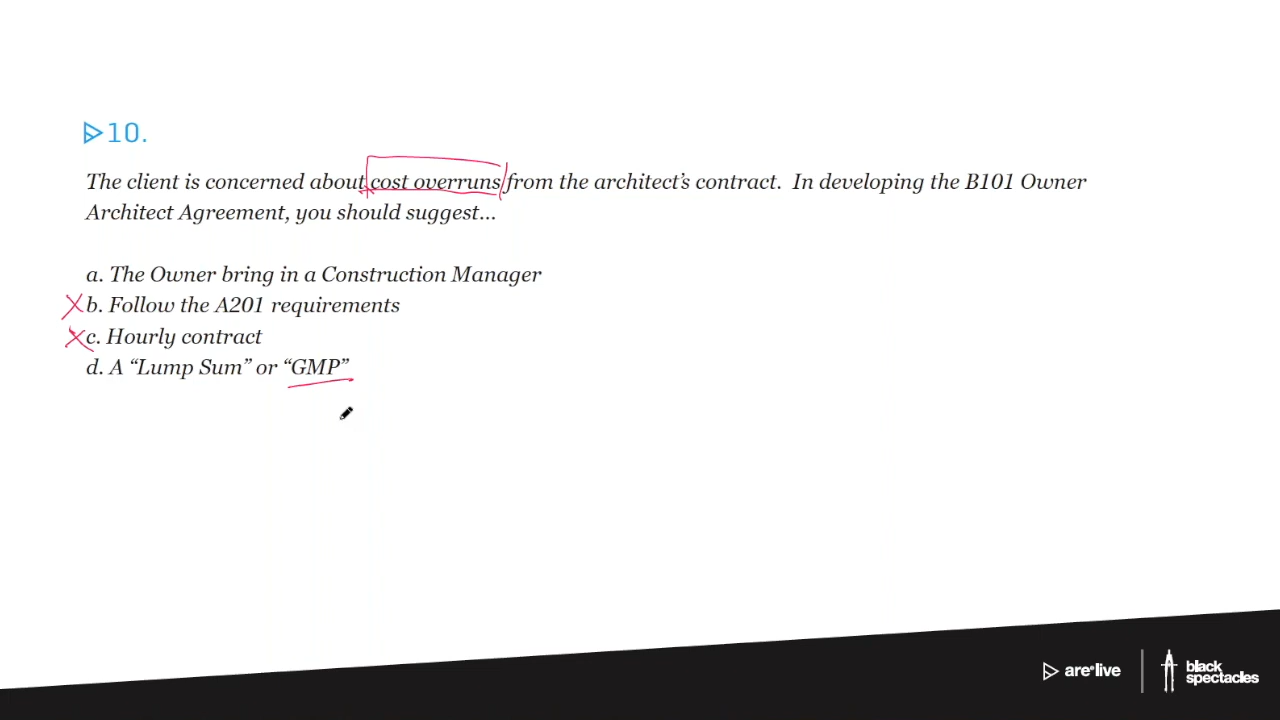 10.
The client is concerned about cost overruns from the architect's contract. In developing the B101 Owner
Architect Agreement, you should suggest...
a. The Owner bring in a Construction Manager
b. Follow the A201 requirements
c. Hourly contract
d. A “Lump Sum” or “GMP”
are live
black
spectacles